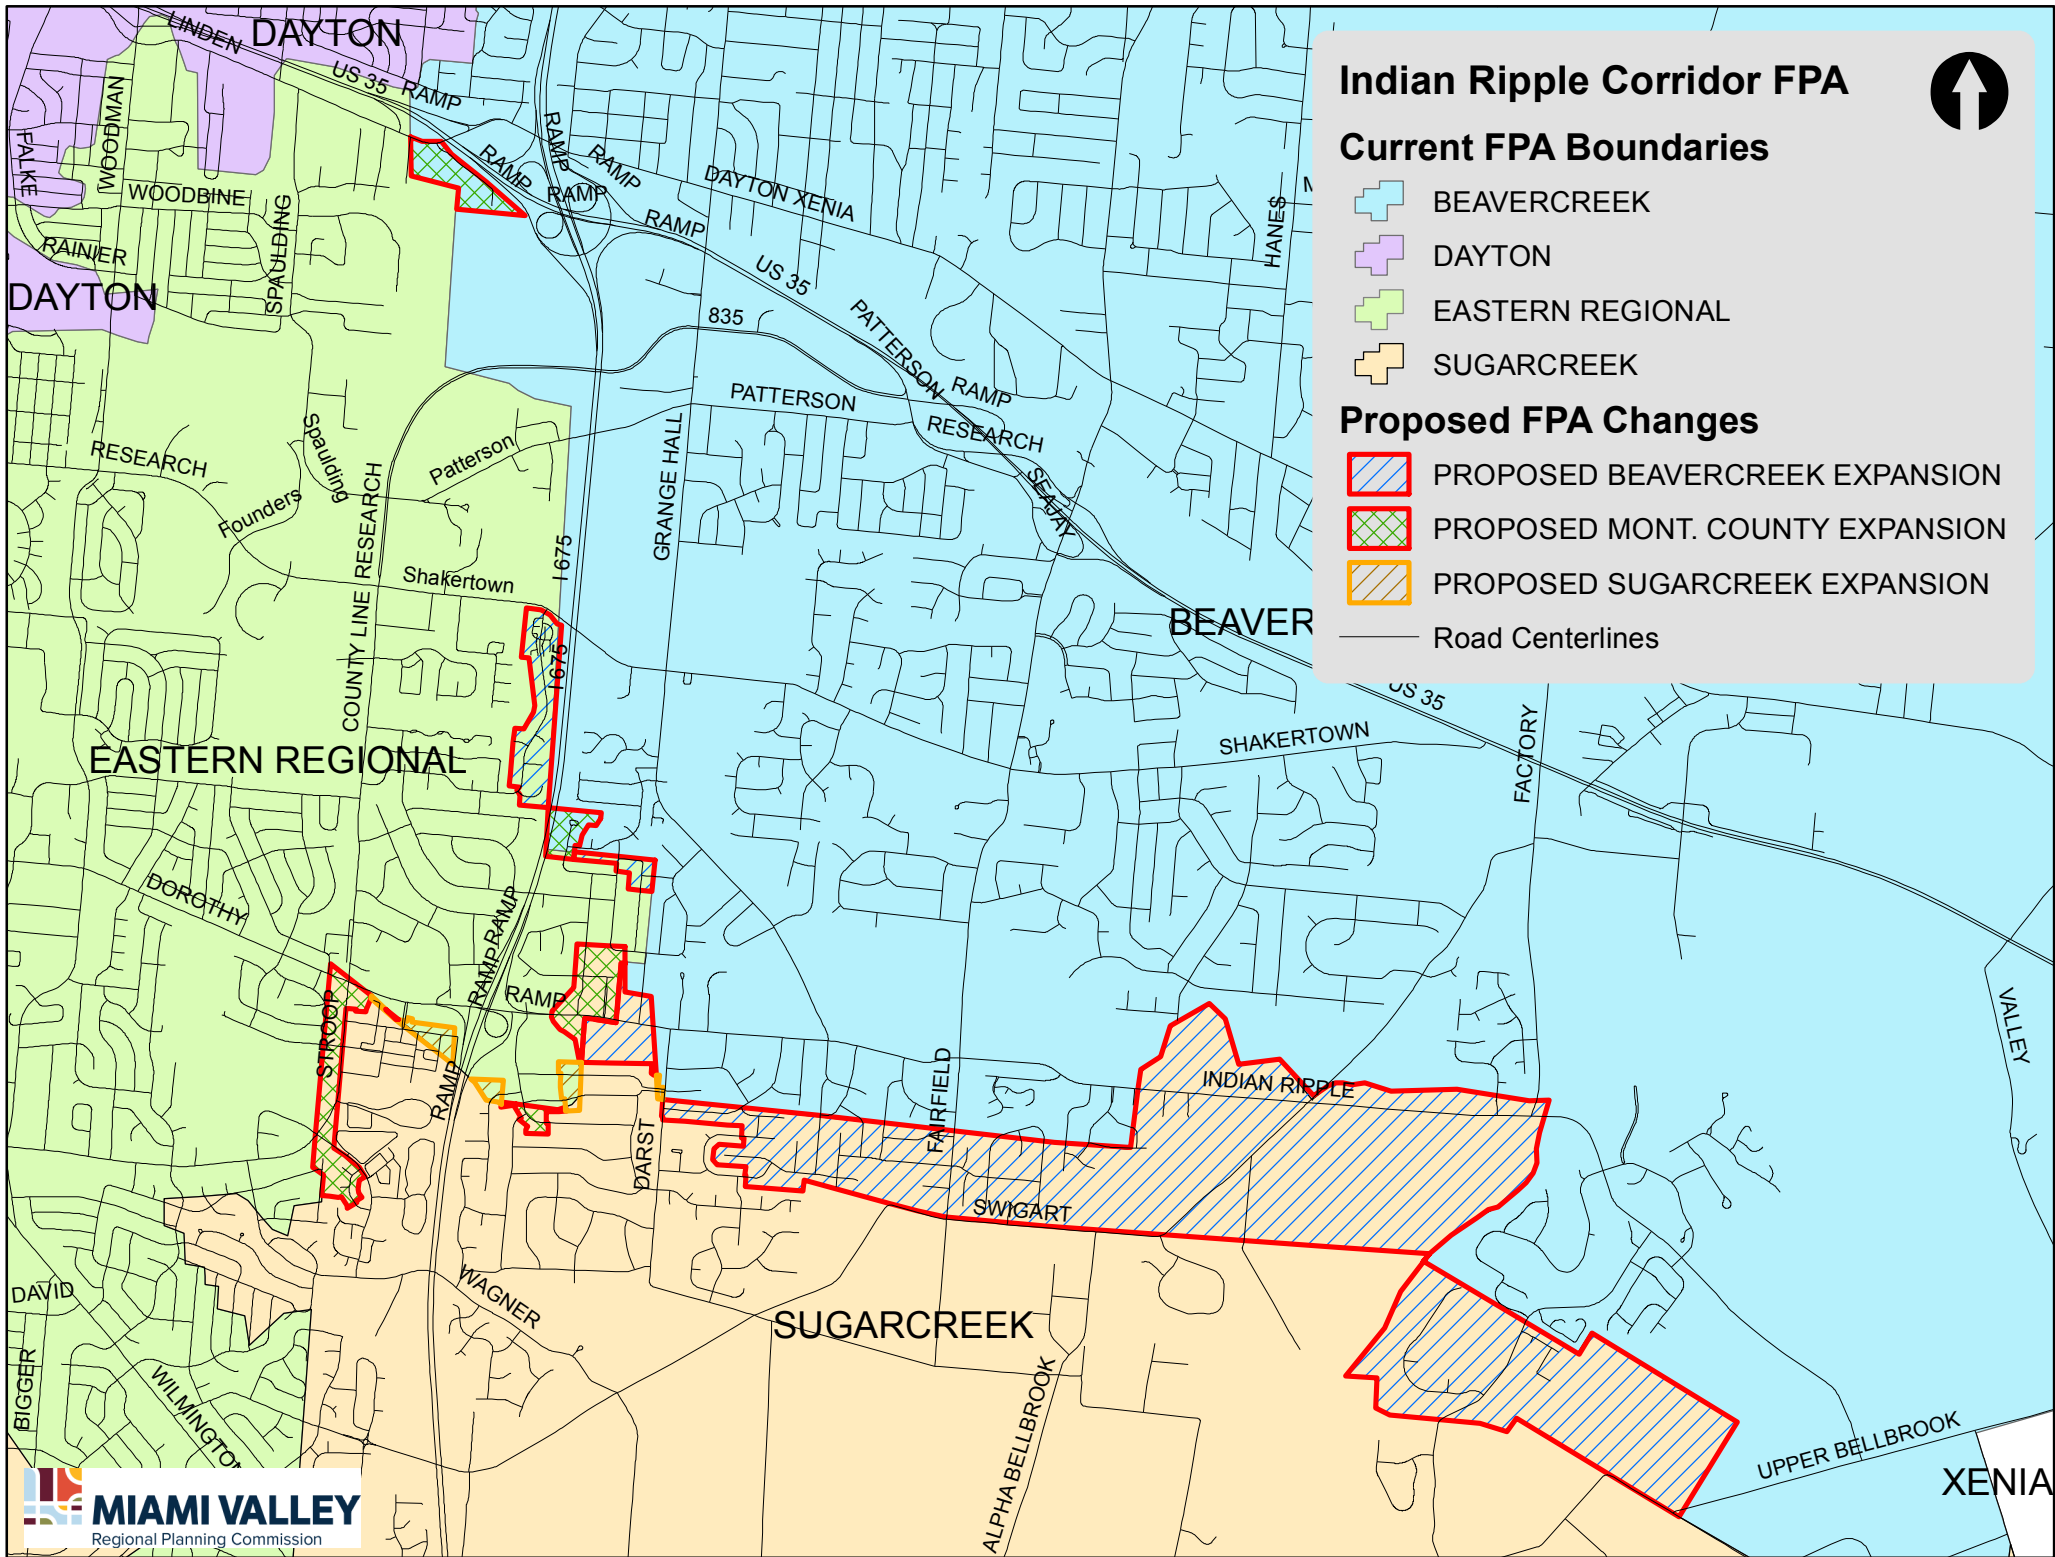 LINDEN
DAYTON
US 35
RAMP
RAMP
PALKE
WOODMAN
WOODBINE
SPAULDING
RAINIER
DAYTON
RAMP
RAMP
RAMP
RAMP
DAYTON XENIA
US 35
HANES
835
PATTERSON
RAMP
PATTERSON
RESEARCH
SEAJAY
GRANGE HALL
RESEARCH
Spaulding
Founders
Patterson
COUNTY LINE RESEARCH
Shakertown
I 675
I 675
Indian Ripple Corridor FPA
Current FPA Boundaries
BEAVERCREEK
DAYTON
EASTERN REGIONAL
SUGARCREEK
Proposed FPA Changes
PROPOSED BEAVERCREEK EXPANSION
PROPOSED MONT. COUNTY EXPANSION
PROPOSED SUGARCREEK EXPANSION
Road Centerlines
BEAVER
US 35
SHAKERTOWN
FACTORY
EASTERN REGIONAL
DOROTHY
RAMP
RAMP
RAMP
STROOP
RAMP
DARST
FAIRFIELD
INDIAN RIPPLE
VALLEY
SWIGART
DAVID
WAGNER
SUGARCREEK
BIGGER
WILMINGTON
ALPHA BELLBROOK
UPPER BELLBROOK
XENIA
MIAMI VALLEY
Regional Planning Commission